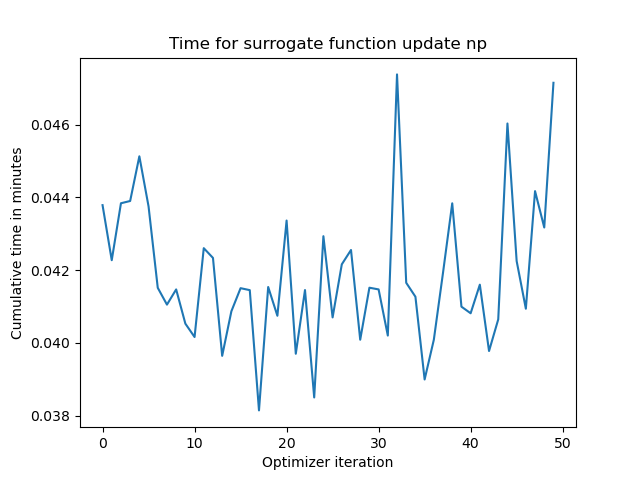 Time for surrogate function update np
Cumulative time in minutes
0.046
0.044
0.042
0.040
0.038
0 10 20 30 40 50
Optimizer iteration